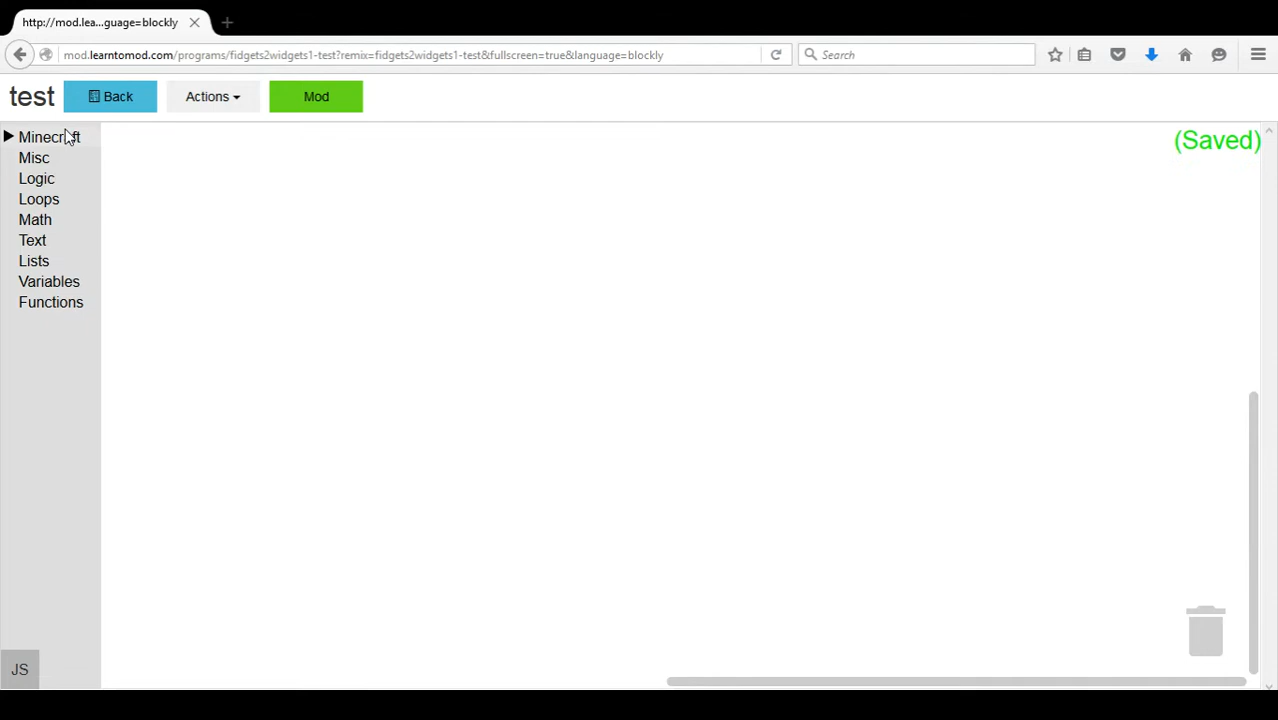 http://mod.lea...guage=blockly
mod.learntomod.com/programs/fidgets2widgets1-test?remix=fidgets2widgets1-test&fullscreen=true&language=blockly
Search
test
Back
Actions
Mod
Minecraft
(Saved)
Misc
Logic
Loops
Math
Text
Lists
Variables
Functions
JS